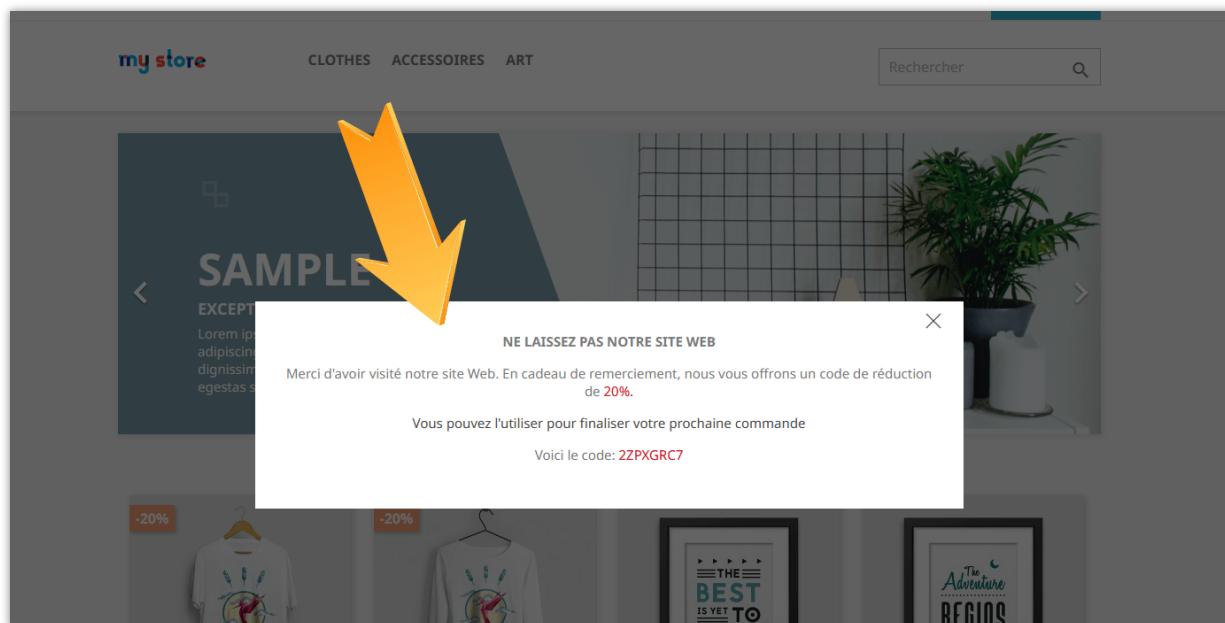 my store
CLOTHES ACCESSOIRES ART
Rechercher
SAMPLE
EXCEPT
Lorem ips
adipiscin
dignissim
egestas s
NE LAISSEZ PAS NOTRE SITE WEB
Merci d'avoir visité notre site Web. En cadeau de remerciement, nous vous offrons un code de réduction
de 20%.
Vous pouvez l'utiliser pour finaliser votre prochaine commande
Voici le code: 2ZPXGRC7
-20%
-20%
THE
BEST
IS YET TO
The
Adventure
BEGINS